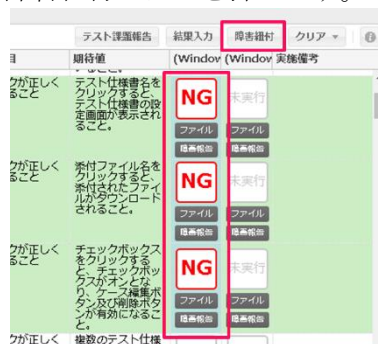 テスト課題報告 結果入力 障害紐付 クリア
目 期待値 (Window (Window 実施備考
クが正しく
ること
テスト仕様書名を
クリックすると、
テスト仕様書の設
定画面が表示され
ること。
NG 未実行
ファイル ファイル
障害報告 障害報告
クが正しく
ること
添付ファイル名を
クリックすると、
添付されたファイ
ルがダウンロード
されること。
NG 未実行
ファイル ファイル
障害報告 障害報告
クが正しく
ること
チェックボックス
をクリックする
と、チェックボッ
クスがオンとな
り、ケース編集ボ
タン及び削除ボタ
ンが有効になるこ
と。
NG 未実行
ファイル ファイル
障害報告 障害報告
クが正しく 複数のテスト仕様